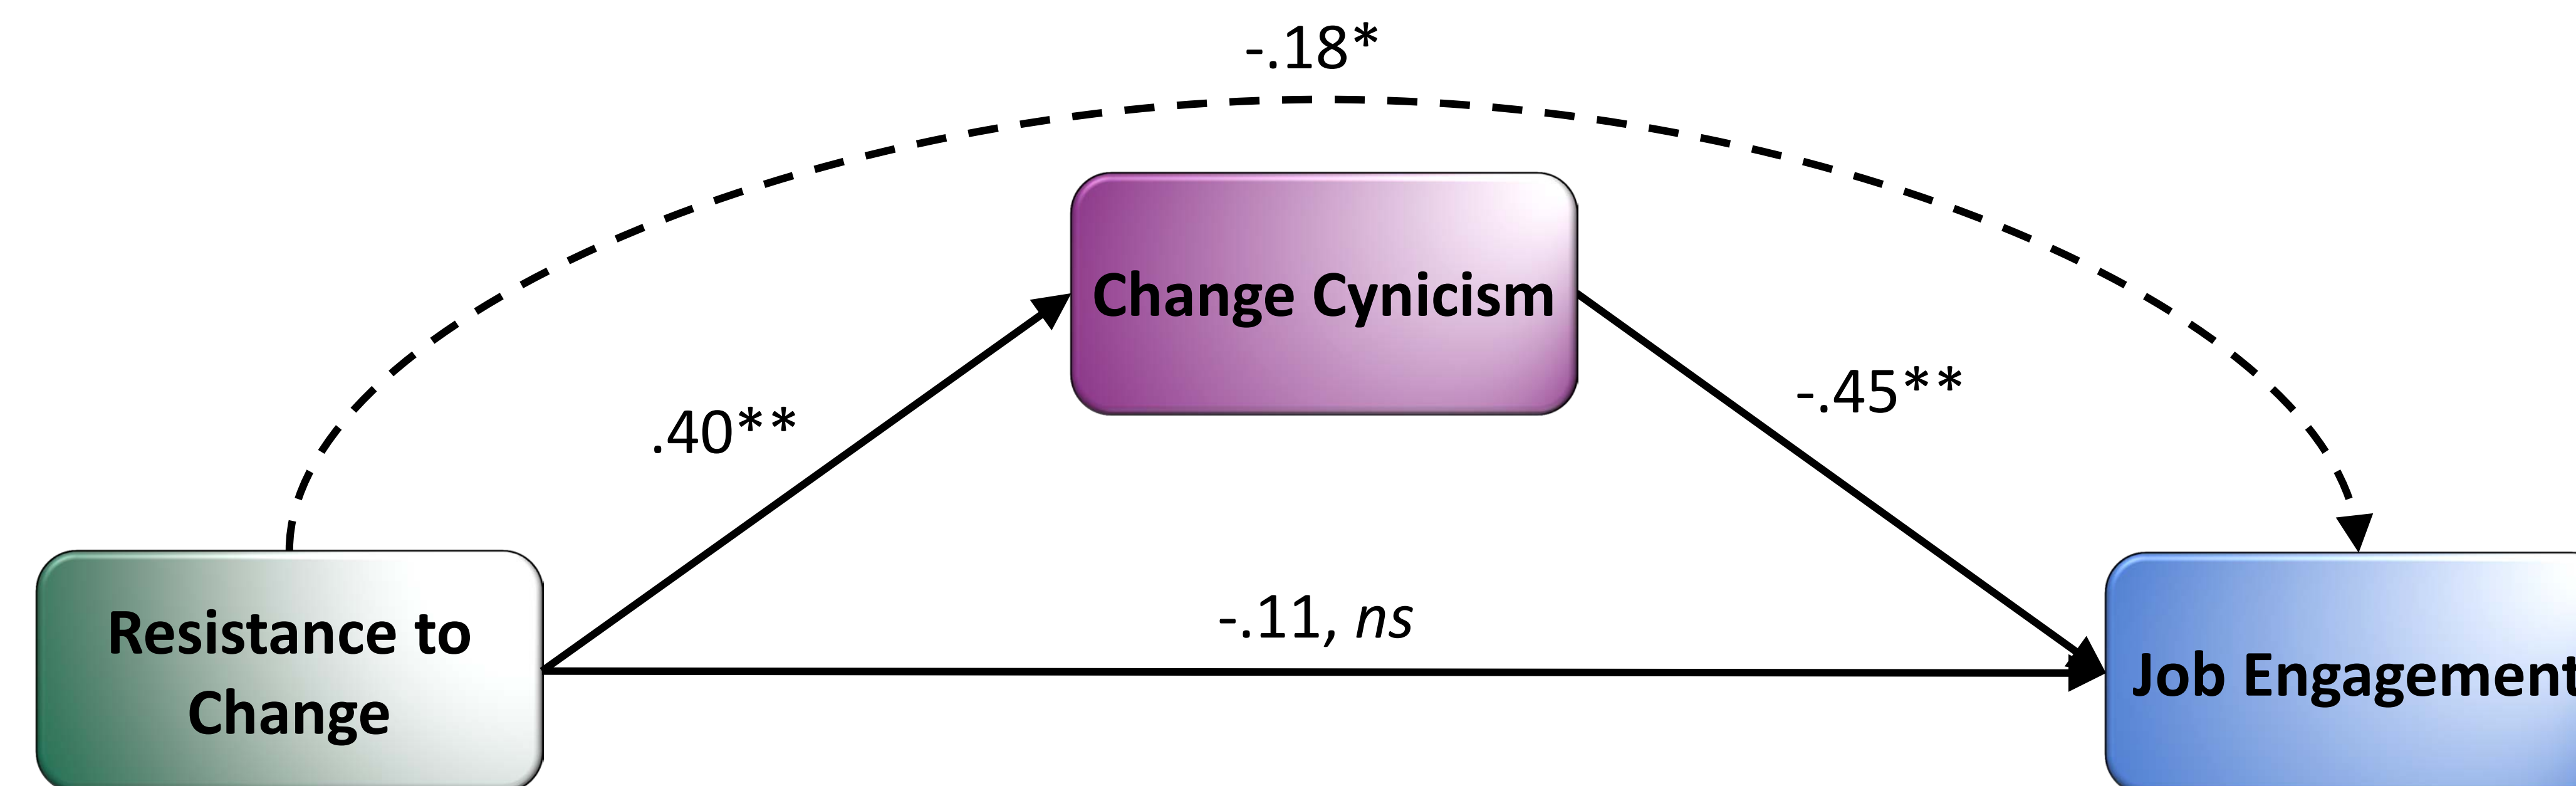 -.18*
Change Cynicism
.40**
-.45**
-.11, ns
Resistance to
Change
Job Engagement